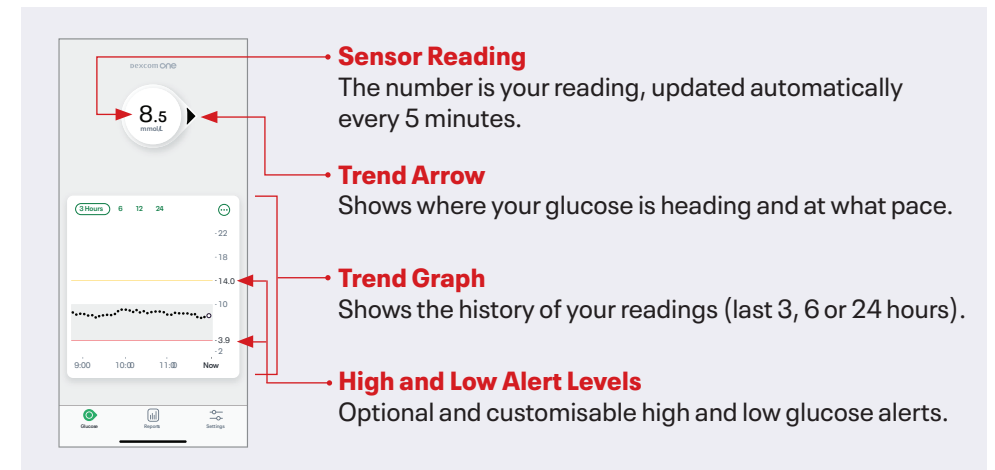 Dexcom ONE
8.5
mmol/L
3 Hours 6 12 24
22
18
14.0
10
3.9
2
9:00 10:00 11:00 Now
Glucose Reports Settings
Sensor Reading
The number is your reading, updated automatically
every 5 minutes.
Trend Arrow
Shows where your glucose is heading and at what pace.
Trend Graph
Shows the history of your readings (last 3, 6 or 24 hours).
High and Low Alert Levels
Optional and customisable high and low glucose alerts.